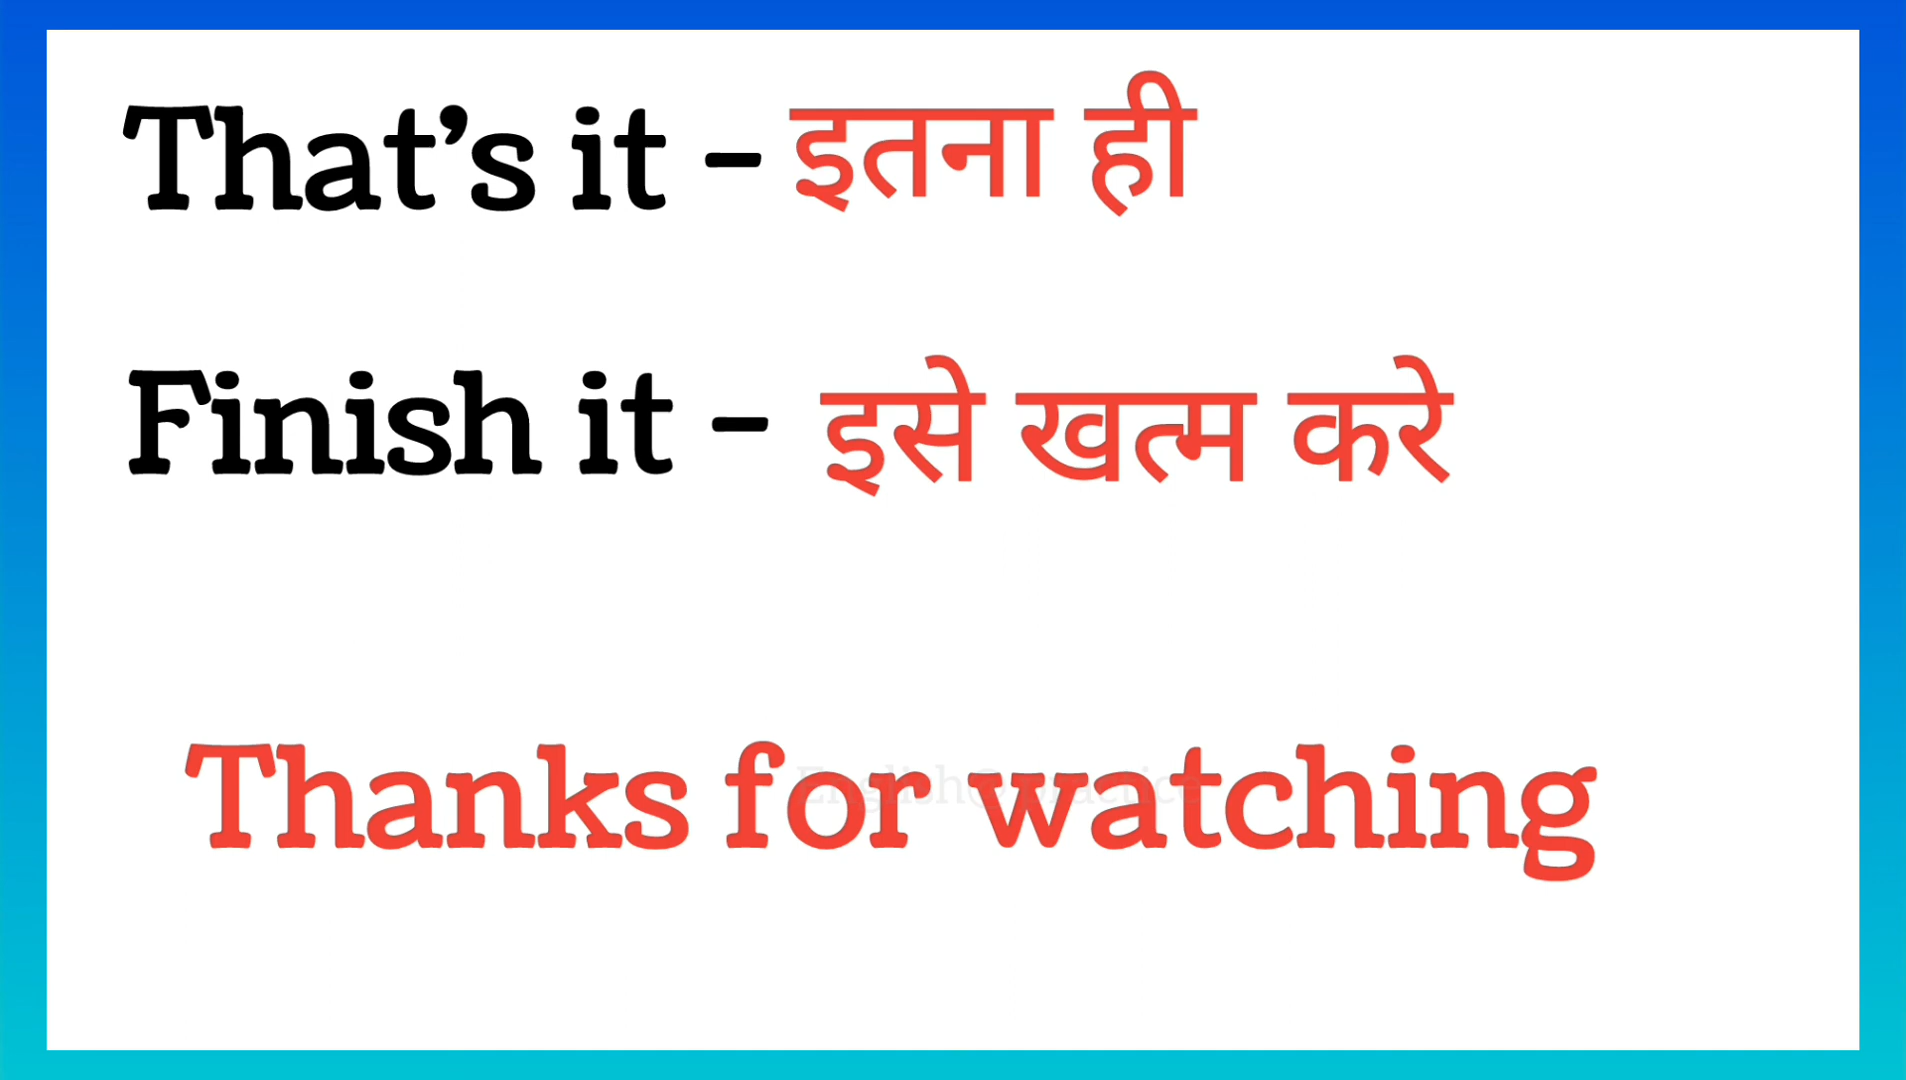 That's it - इतना ही
Finish it - इसे खत्म करे
Thanks for watching